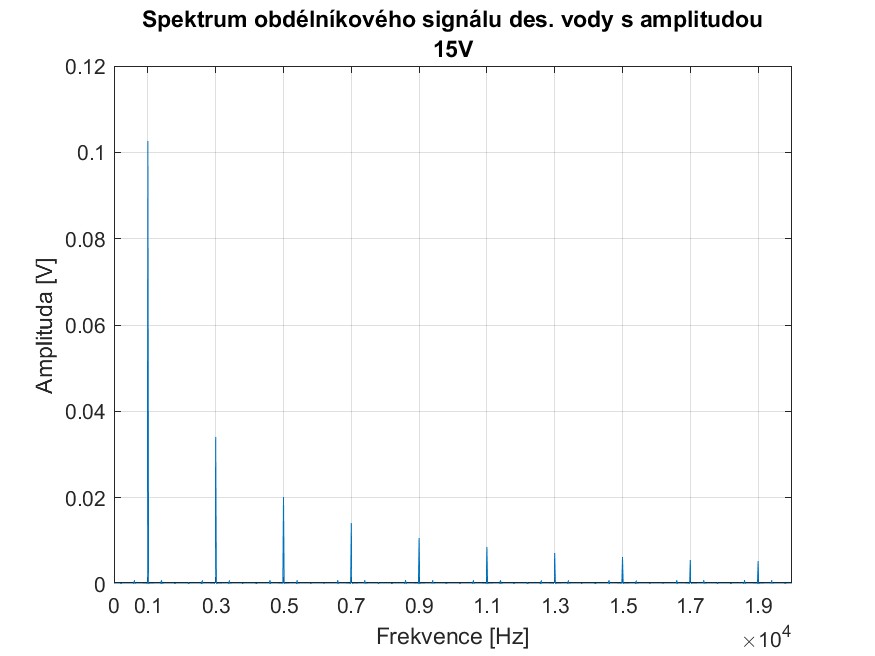 Spektrum obdélníkového signálu des. vody s amplitudou
15V
0.12
0.1
0.08
0.06
0.04
0.02
0
Amplituda [V]
0 0.1 0.3 0.5 0.7 0.9 1.1 1.3 1.5 1.7 1.9
Frekvence [Hz]
×10⁴